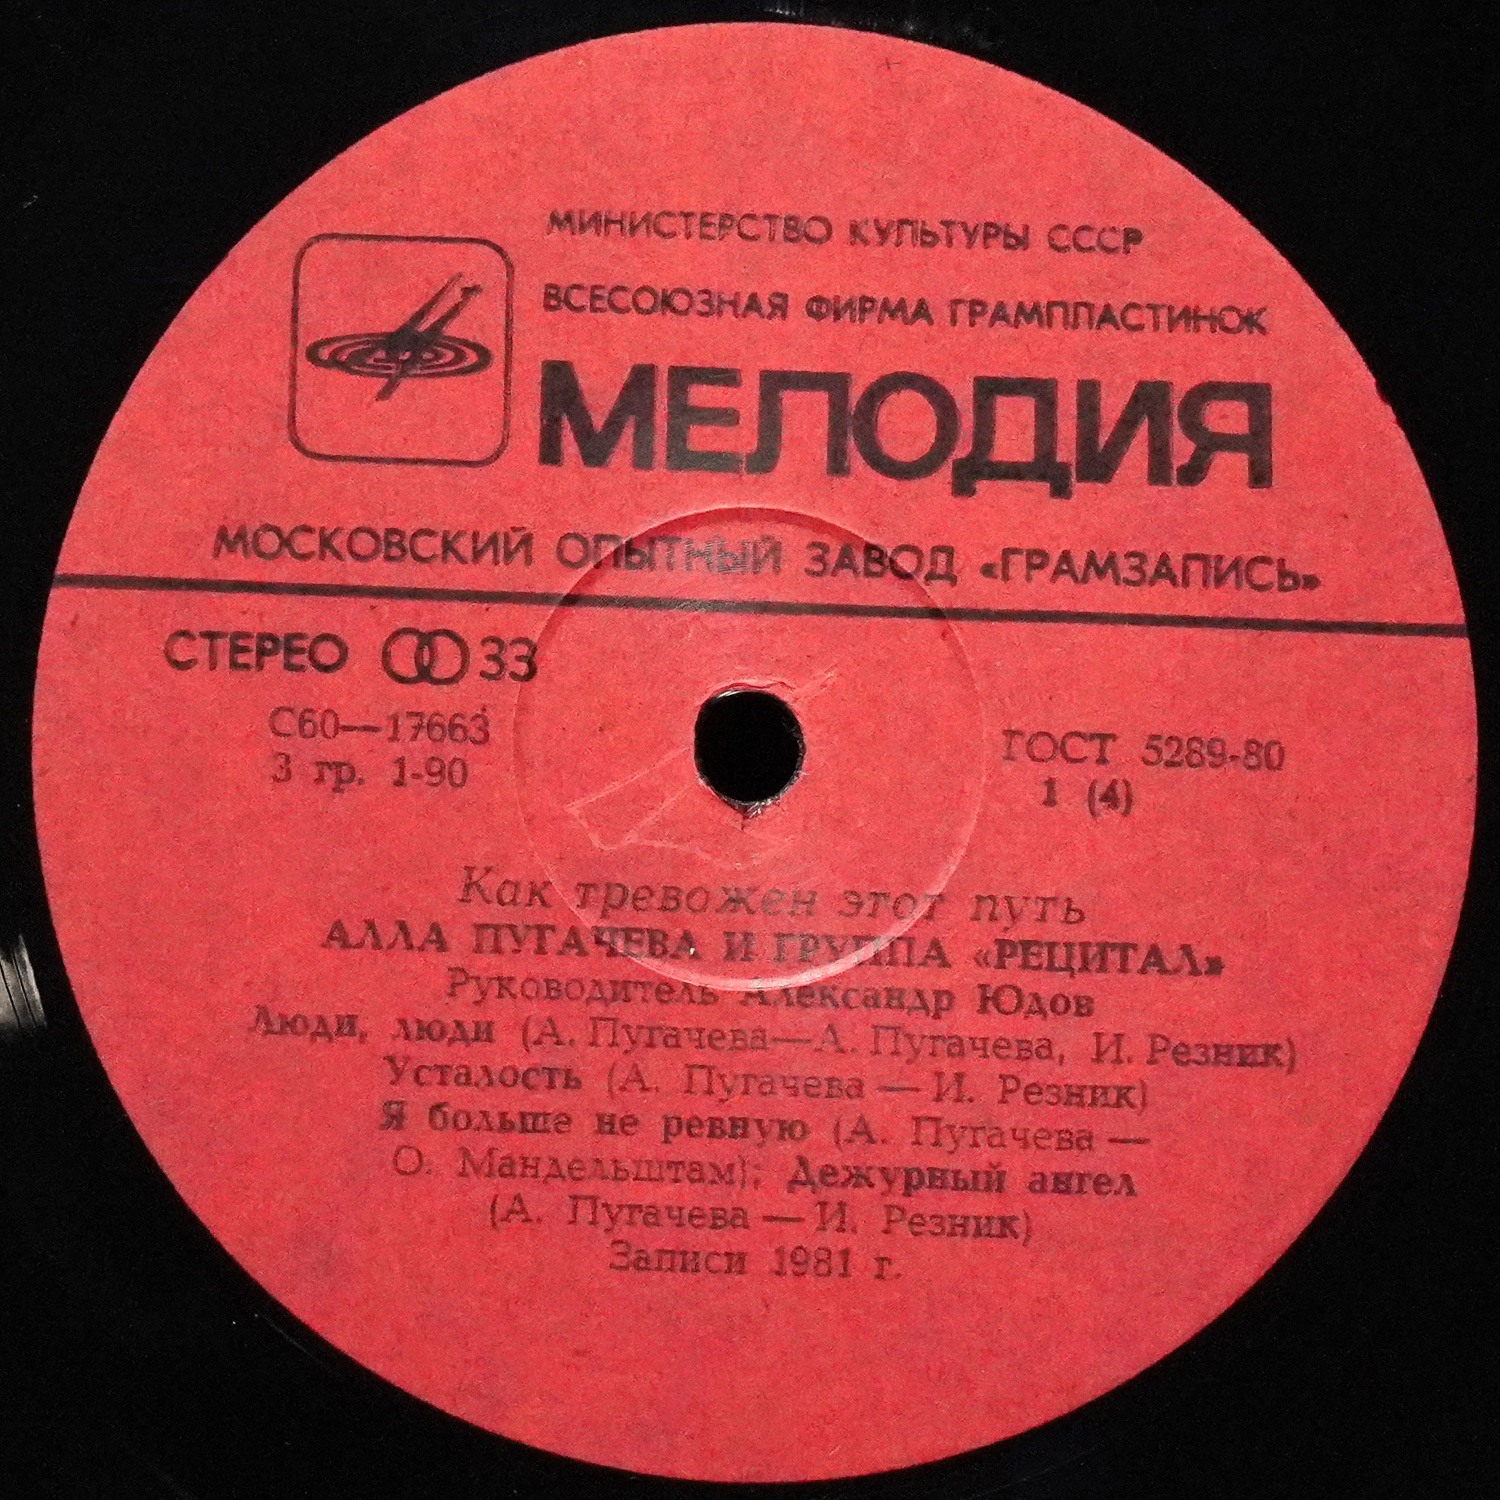 МИНИСТЕРСТВО КУЛЬТУРЫ СССР
ВСЕСОЮЗНАЯ ФИРМА ГРАМПЛАСТИНОК
МЕЛОДИЯ
МОСКОВСКИЙ ОПЫТНЫЙ ЗАВОД «ГРАМЗАПИСЬ»
СТЕРЕО 33
С60—17663
3 гр. 1-90
ГОСТ 5289-80
1 (4)
Как тревожен этот путь
АЛЛА ПУГАЧЕВА И ГРУППА «РЕЦИТАЛ»
Руководитель Александр Юдов
Люди, люди (А. Пугачева—А. Пугачева, И. Резник)
Усталость (А. Пугачева — И. Резник)
Я больше не ревную (А. Пугачева —
О. Мандельштам); Дежурный ангел
(А. Пугачева — И. Резник)
Записи 1981 г.